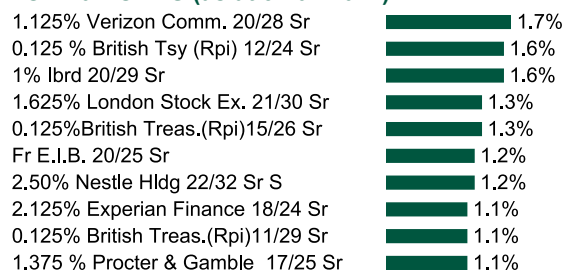 1.125% Verizon Comm. 20/28 Sr 1.7%
0.125 % British Tsy (Rpi) 12/24 Sr 1.6%
1% Ibrd 20/29 Sr 1.6%
1.625% London Stock Ex. 21/30 Sr 1.3%
0.125%British Treas.(Rpi)15/26 Sr 1.3%
Fr E.I.B. 20/25 Sr 1.2%
2.50% Nestle Hldg 22/32 Sr S 1.2%
2.125% Experian Finance 18/24 Sr 1.1%
0.125% British Treas.(Rpi)11/29 Sr 1.1%
1.375 % Procter & Gamble 17/25 Sr 1.1%